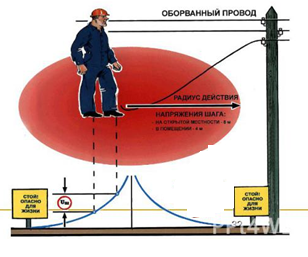 ОБОРВАННЫЙ ПРОВОД
РАДИУС ДЕЙСТВИЯ
НАПРЯЖЕНИЯ ШАГА:
- НА ОТКРЫТОЙ МЕСТНОСТИ - 8 м
- В ПОМЕЩЕНИИ - 4 м
СТОЙ!
ОПАСНО
ДЛЯ
ЖИЗНИ
СТОЙ!
ОПАСНО
ДЛЯ
ЖИЗНИ